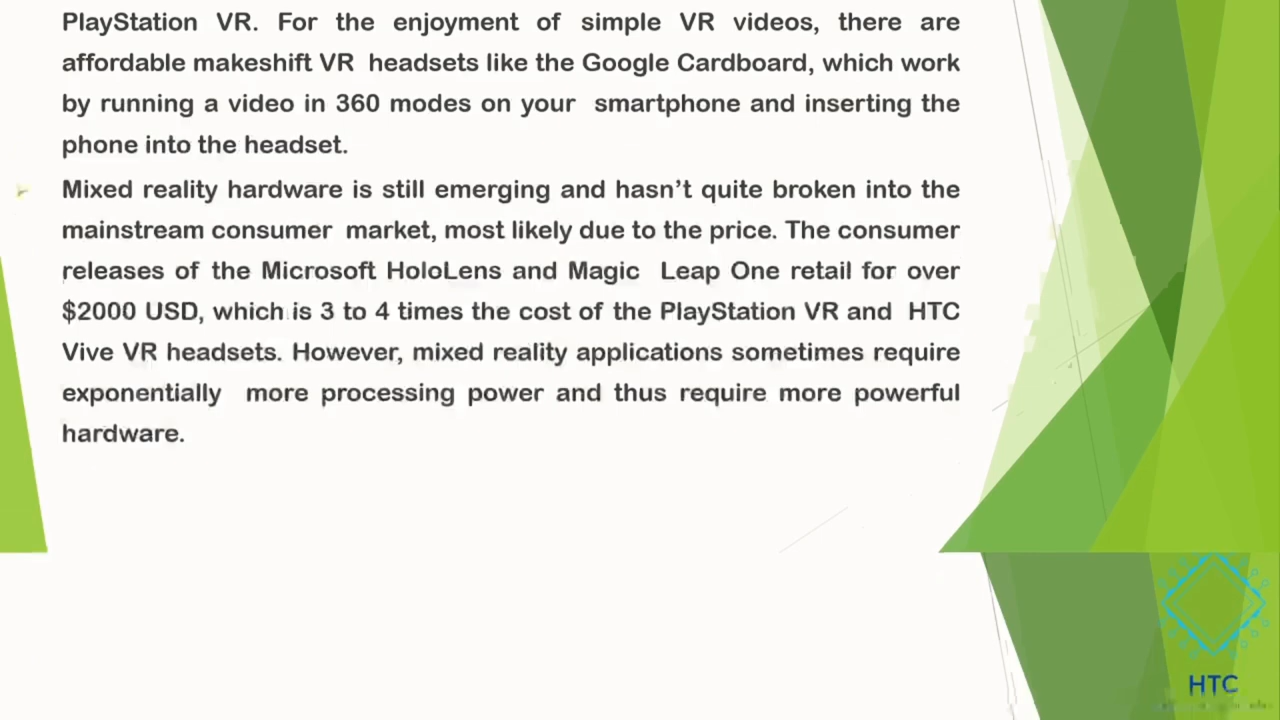 PlayStation VR. For the enjoyment of simple VR videos, there are
affordable makeshift VR headsets like the Google Cardboard, which work
by running a video in 360 modes on your smartphone and inserting the
phone into the headset.
Mixed reality hardware is still emerging and hasn't quite broken into the
mainstream consumer market, most likely due to the price. The consumer
releases of the Microsoft HoloLens and Magic Leap One retail for over
$2000 USD, which is 3 to 4 times the cost of the PlayStation VR and HTC
Vive VR headsets. However, mixed reality applications sometimes require
exponentially more processing power and thus require more powerful
hardware.
HTC